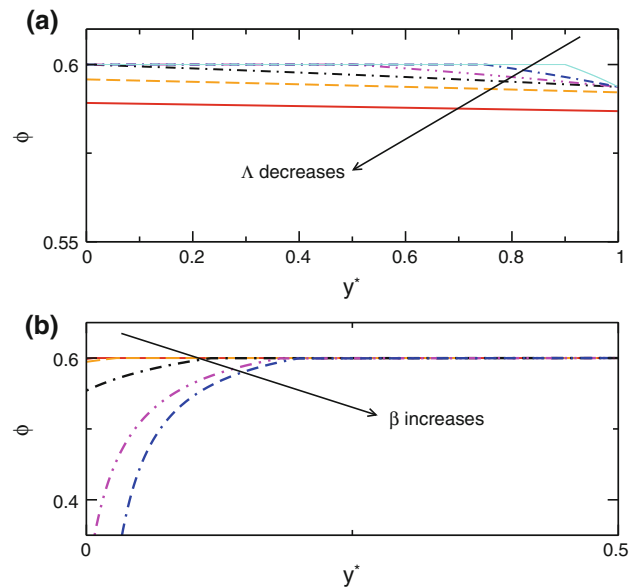 (a)
0.6
ϕ
Λ decreases
0.55
0 0.2 0.4 0.6 0.8 1
y*
(b)
0.6
ϕ
β increases
0.4
0 0.5
y*